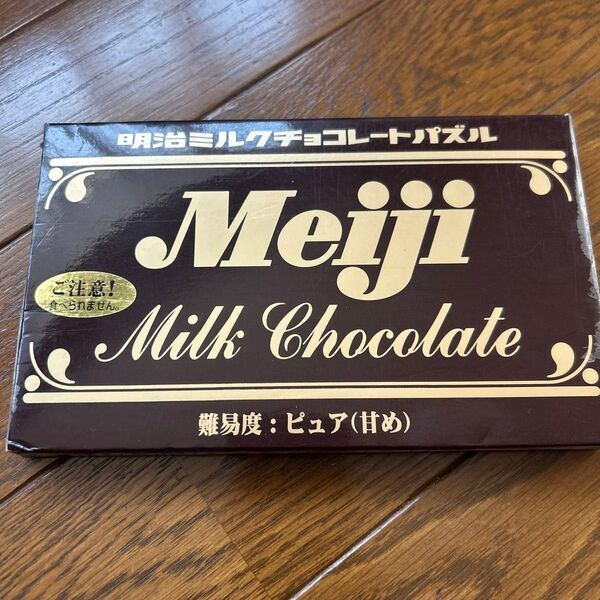 明治ミルクチョコレートパズル
Meiji
ご注意!
食べられません。
Milk Chocolate
難易度：ピュア(甘め)